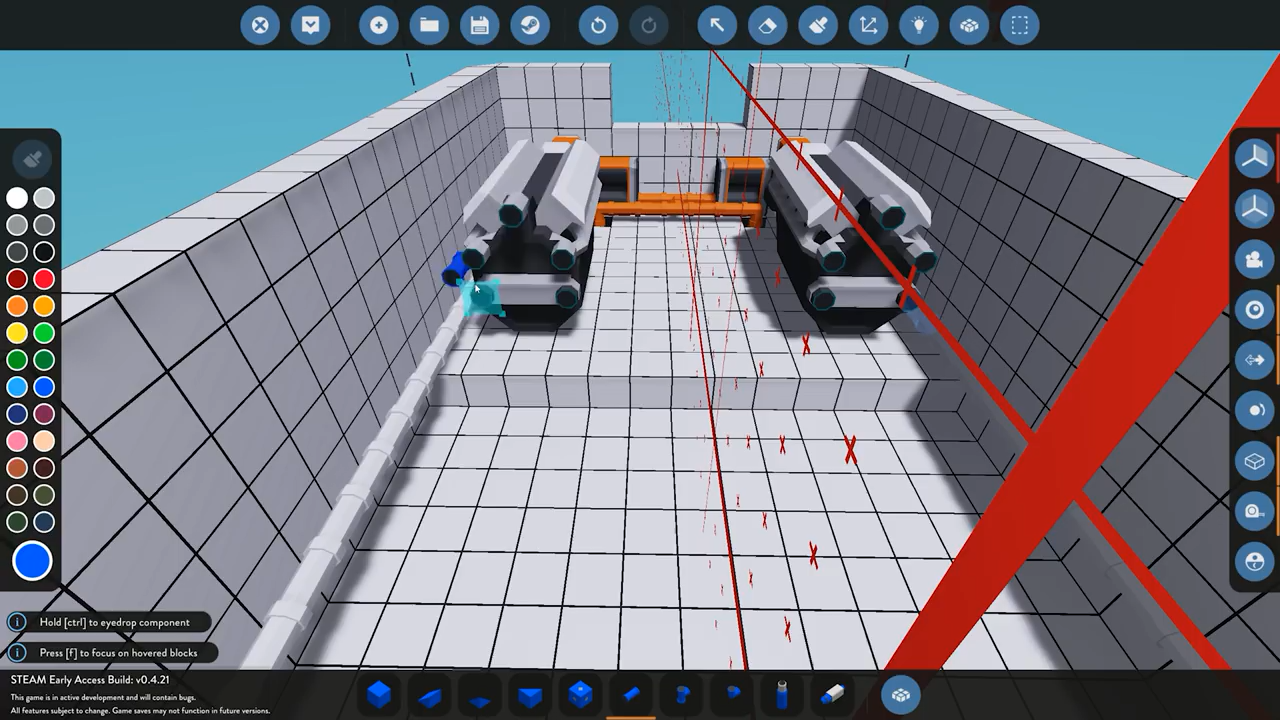 Hold [ctrl] to eyedrop component
Press [f] to focus on hovered blocks
STEAM Early Access Build: v0.4.21
This game is in active development and will contain bugs.
All features subject to change. Game saves may not function in future versions.